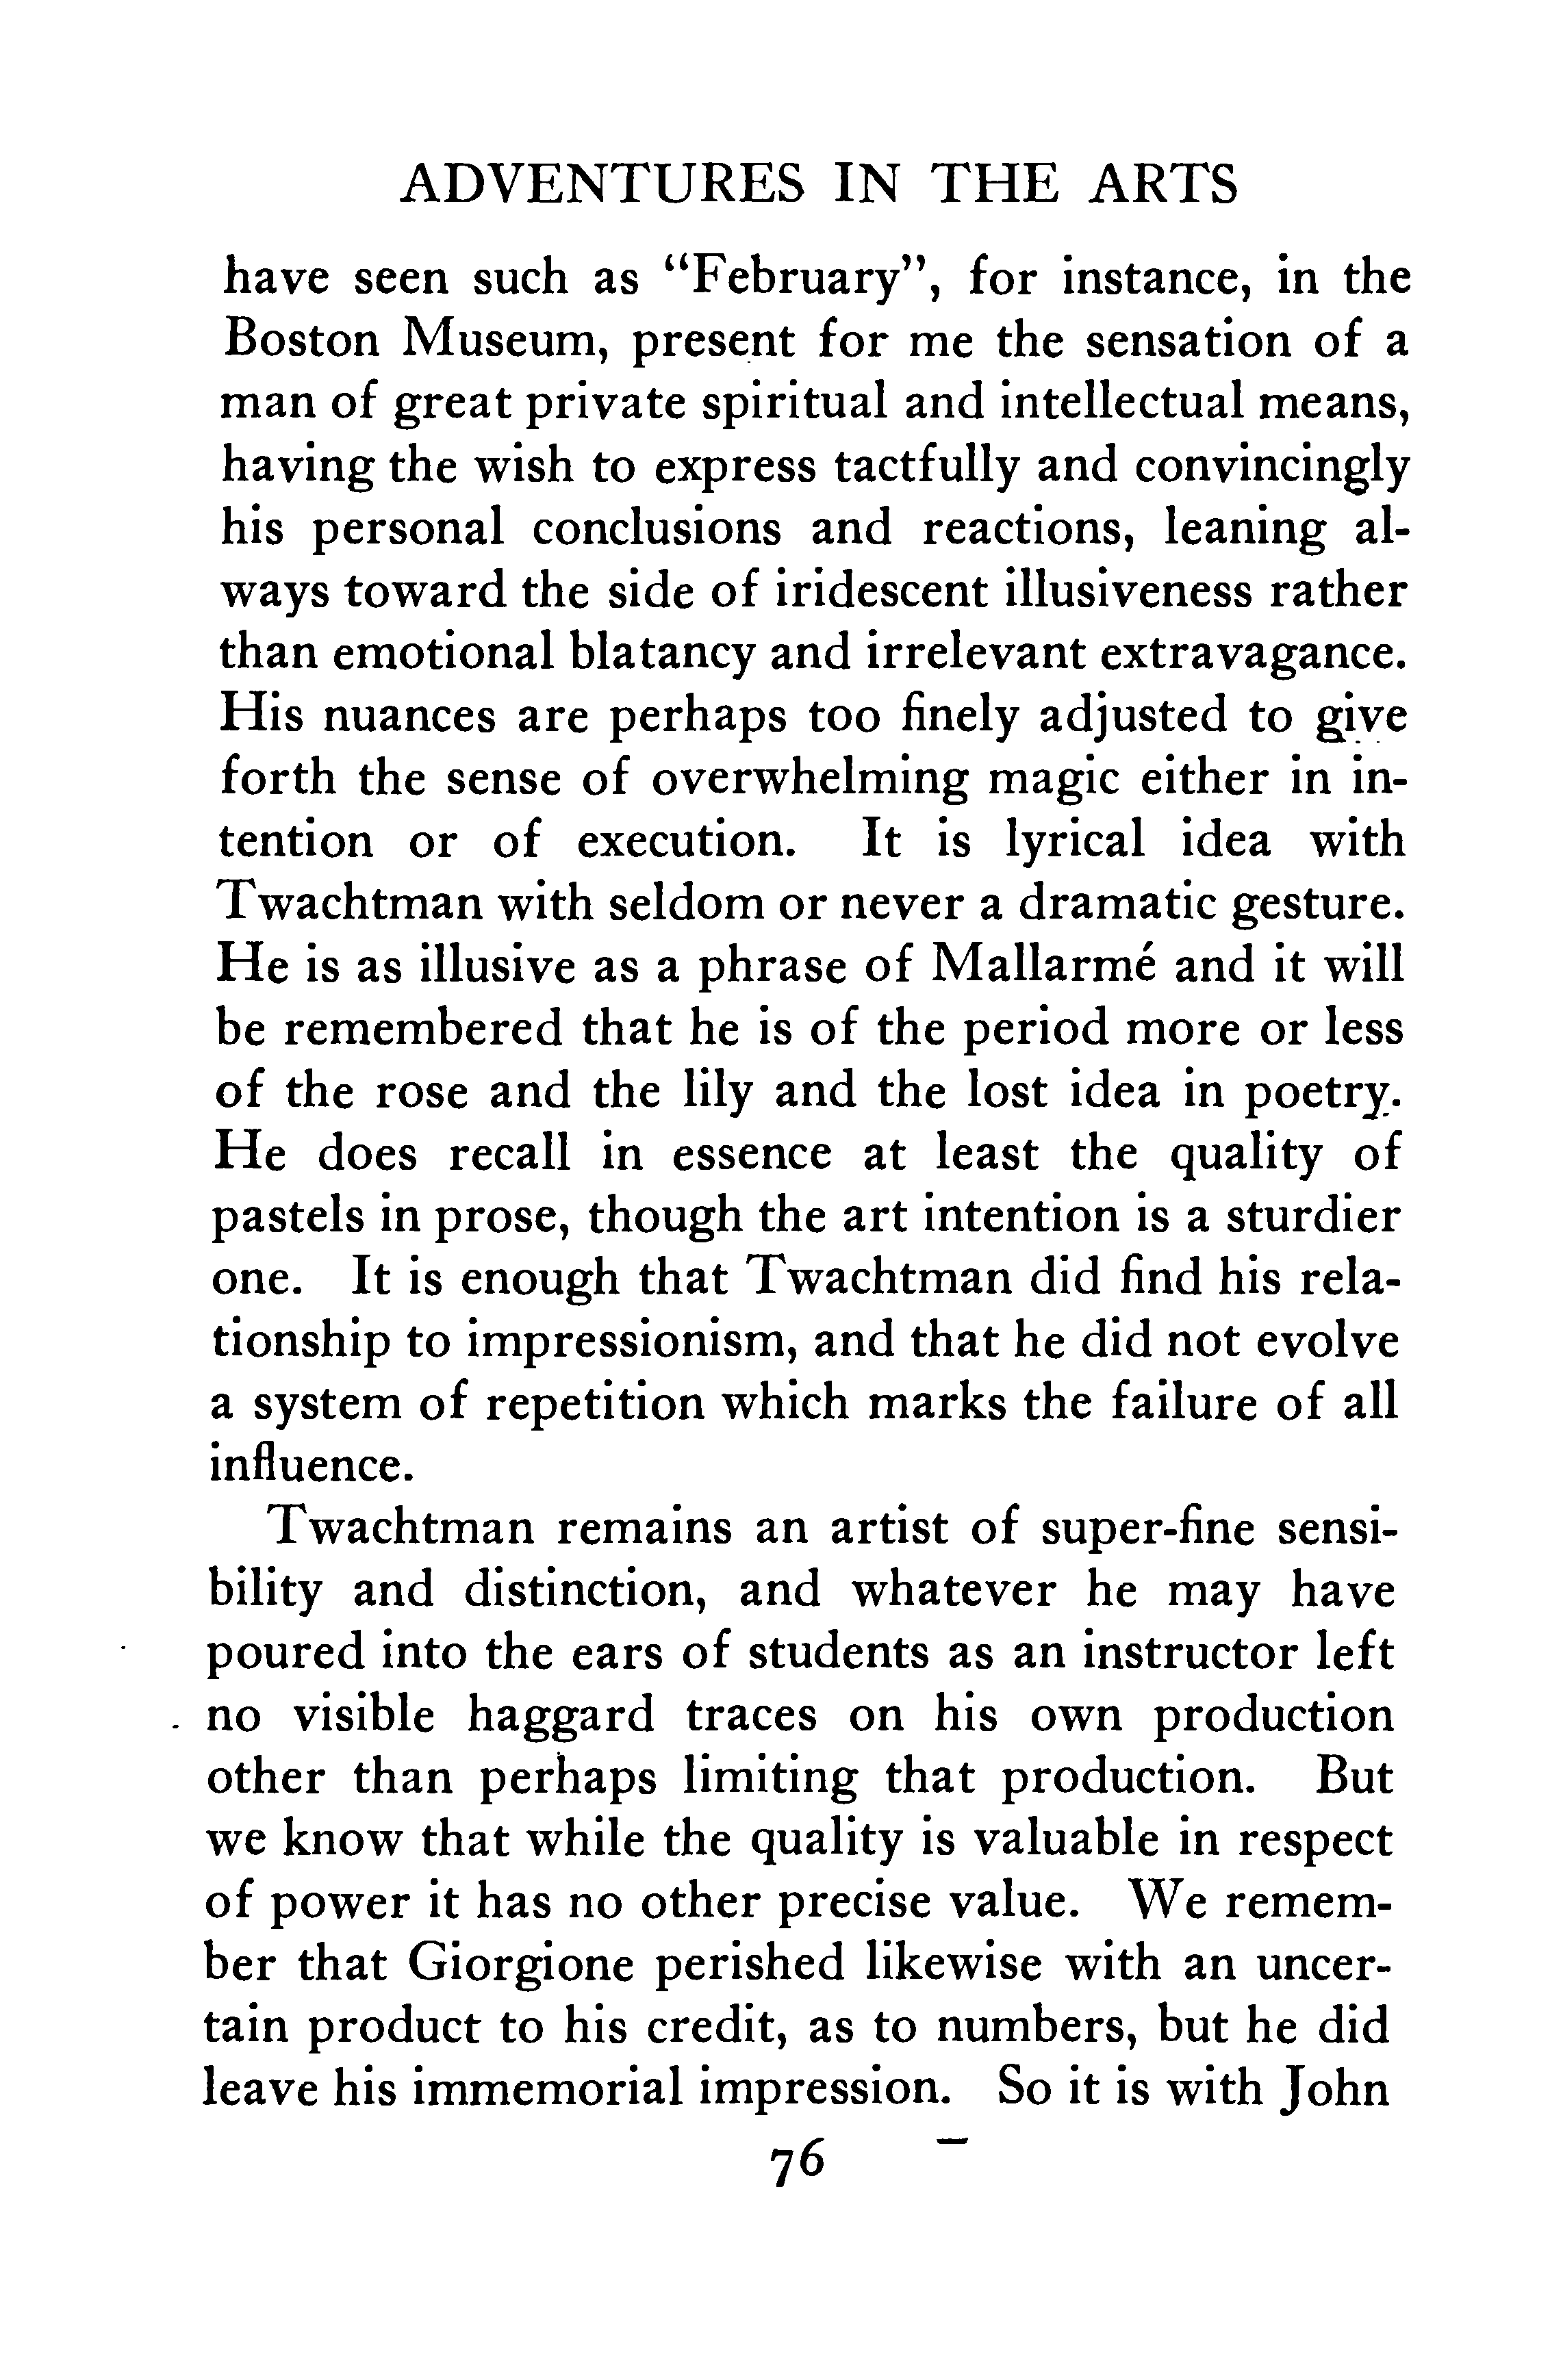 ADVENTURES IN THE ARTS
have seen such as “February”, for instance, in the
Boston Museum, present for me the sensation of a
man of great private spiritual and intellectual means,
having the wish to express tactfully and convincingly
his personal conclusions and reactions, leaning al-
ways toward the side of iridescent illusiveness rather
than emotional blatancy and irrelevant extravagance.
His nuances are perhaps too finely adjusted to give
forth the sense of overwhelming magic either in in-
tention or of execution. It is lyrical idea with
Twachtman with seldom or never a dramatic gesture.
He is as illusive as a phrase of Mallarmé and it will
be remembered that he is of the period more or less
of the rose and the lily and the lost idea in poetry.
He does recall in essence at least the quality of
pastels in prose, though the art intention is a sturdier
one. It is enough that Twachtman did find his rela-
tionship to impressionism, and that he did not evolve
a system of repetition which marks the failure of all
influence.
Twachtman remains an artist of super-fine sensi-
bility and distinction, and whatever he may have
poured into the ears of students as an instructor left
no visible haggard traces on his own production
other than perhaps limiting that production. But
we know that while the quality is valuable in respect
of power it has no other precise value. We remem-
ber that Giorgione perished likewise with an uncer-
tain product to his credit, as to numbers, but he did
leave his immemorial impression. So it is with John
76